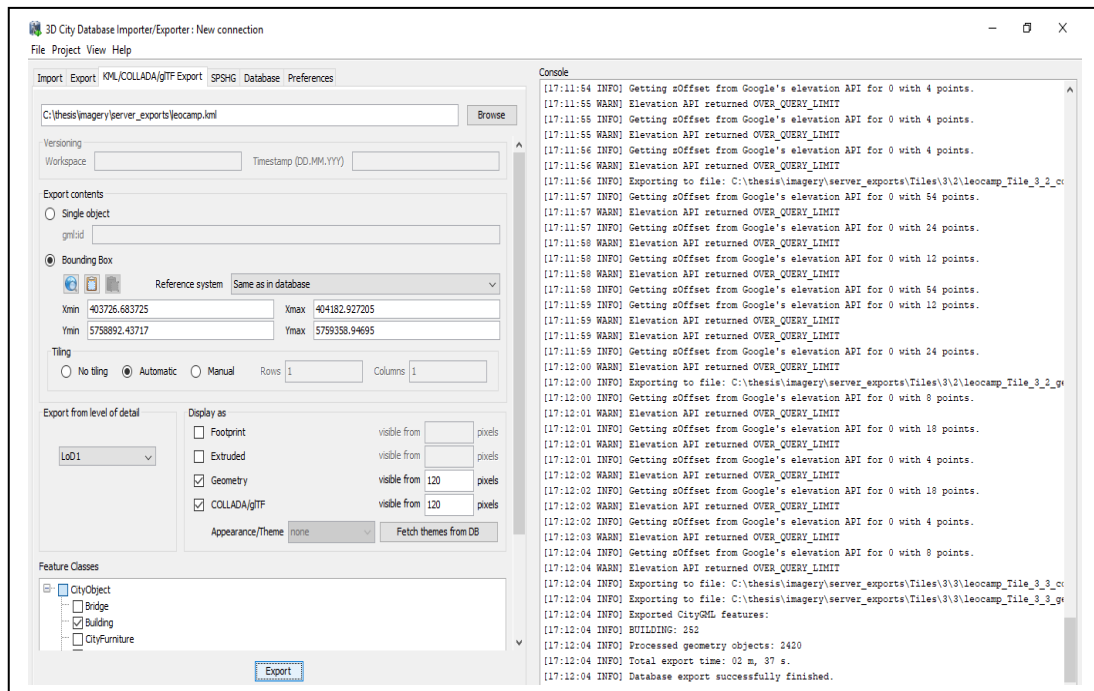 3D City Database Importer/Exporter : New connection
File Project View Help
Import Export KML/COLLADA/glTF Export SPSHG Database Preferences
C:\thesis\imagery\server_exports\leocamp.kml Browse
Versioning
Workspace Timestamp (DD.MM.YYY)
Export contents
Single object
gml:id
Bounding Box
Reference system Same as in database
Xmin 403726.683725 Xmax 404182.927205
Ymin 5758892.43717 Ymax 5759358.94695
Tiling
No tiling Automatic Manual Rows 1 Columns 1
Export from level of detail
LoD1
Display as
Footprint visible from pixels
Extruded visible from pixels
Geometry visible from 120 pixels
COLLADA/glTF visible from 120 pixels
Appearance/Theme none Fetch themes from DB
Feature Classes
CityObject
Bridge
Building
CityFurniture
Export
Console
[17:11:54 INFO] Getting zOffset from Google's elevation API for 0 with 4 points.
[17:11:55 WARN] Elevation API returned OVER_QUERY_LIMIT
[17:11:55 INFO] Getting zOffset from Google's elevation API for 0 with 4 points.
[17:11:55 WARN] Elevation API returned OVER_QUERY_LIMIT
[17:11:56 INFO] Getting zOffset from Google's elevation API for 0 with 4 points.
[17:11:56 WARN] Elevation API returned OVER_QUERY_LIMIT
[17:11:56 INFO] Exporting to file: C:\thesis\imagery\server_exports\Tiles\3\2\leocamp_Tile_3_2_co
[17:11:57 INFO] Getting zOffset from Google's elevation API for 0 with 54 points.
[17:11:57 WARN] Elevation API returned OVER_QUERY_LIMIT
[17:11:57 INFO] Getting zOffset from Google's elevation API for 0 with 24 points.
[17:11:58 WARN] Elevation API returned OVER_QUERY_LIMIT
[17:11:58 INFO] Getting zOffset from Google's elevation API for 0 with 12 points.
[17:11:58 WARN] Elevation API returned OVER_QUERY_LIMIT
[17:11:58 INFO] Getting zOffset from Google's elevation API for 0 with 54 points.
[17:11:59 INFO] Getting zOffset from Google's elevation API for 0 with 12 points.
[17:11:59 WARN] Elevation API returned OVER_QUERY_LIMIT
[17:11:59 WARN] Elevation API returned OVER_QUERY_LIMIT
[17:11:59 INFO] Getting zOffset from Google's elevation API for 0 with 24 points.
[17:12:00 WARN] Elevation API returned OVER_QUERY_LIMIT
[17:12:00 INFO] Exporting to file: C:\thesis\imagery\server_exports\Tiles\3\2\leocamp_Tile_3_2_ge
[17:12:00 INFO] Getting zOffset from Google's elevation API for 0 with 8 points.
[17:12:01 WARN] Elevation API returned OVER_QUERY_LIMIT
[17:12:01 INFO] Getting zOffset from Google's elevation API for 0 with 18 points.
[17:12:01 WARN] Elevation API returned OVER_QUERY_LIMIT
[17:12:01 INFO] Getting zOffset from Google's elevation API for 0 with 4 points.
[17:12:02 WARN] Elevation API returned OVER_QUERY_LIMIT
[17:12:02 INFO] Getting zOffset from Google's elevation API for 0 with 18 points.
[17:12:02 WARN] Elevation API returned OVER_QUERY_LIMIT
[17:12:02 INFO] Getting zOffset from Google's elevation API for 0 with 4 points.
[17:12:03 WARN] Elevation API returned OVER_QUERY_LIMIT
[17:12:04 INFO] Getting zOffset from Google's elevation API for 0 with 8 points.
[17:12:04 WARN] Elevation API returned OVER_QUERY_LIMIT
[17:12:04 INFO] Exporting to file: C:\thesis\imagery\server_exports\Tiles\3\3\leocamp_Tile_3_3_co
[17:12:04 INFO] Exporting to file: C:\thesis\imagery\server_exports\Tiles\3\3\leocamp_Tile_3_3_ge
[17:12:04 INFO] Exported CityGML features:
[17:12:04 INFO] BUILDING: 252
[17:12:04 INFO] Processed geometry objects: 2420
[17:12:04 INFO] Total export time: 02 m, 37 s.
[17:12:04 INFO] Database export successfully finished.